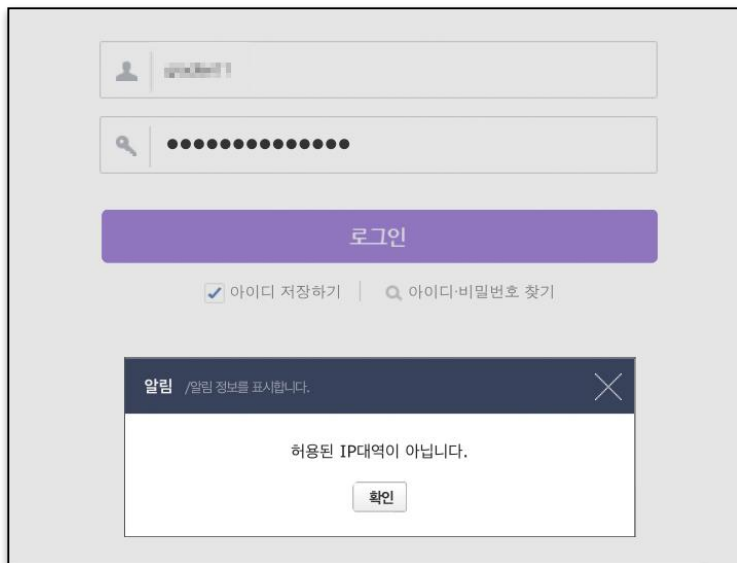 로그인
아이디 저장하기
아이디·비밀번호 찾기
알림 /알림 정보를 표시합니다.
허용된 IP대역이 아닙니다.
확인